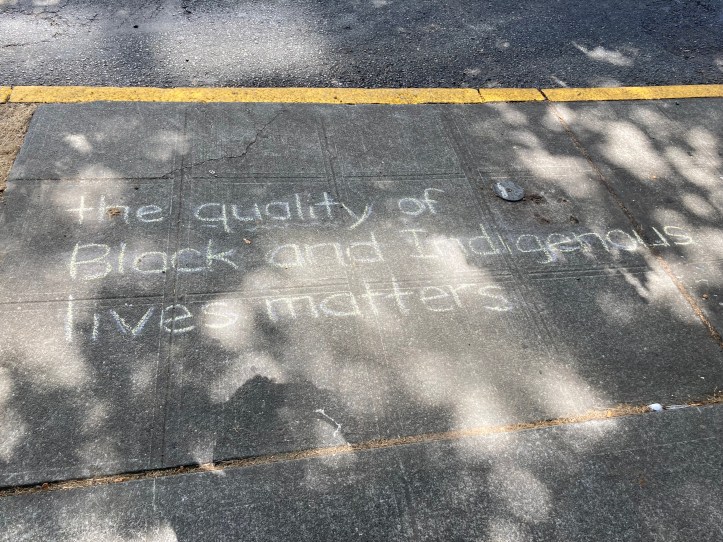 the quality of
Black and Indigenous
lives matters